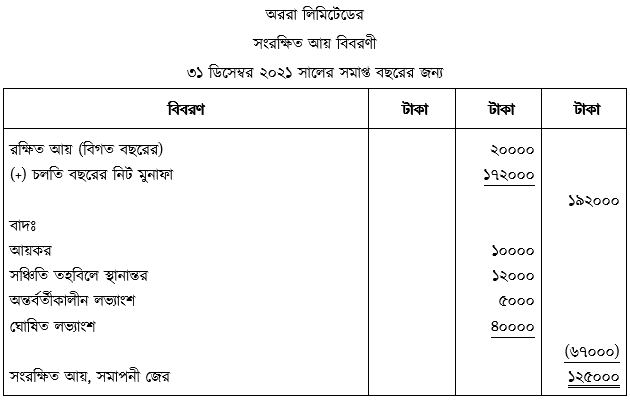 অররা লিমিটেডের
সংরক্ষিত আয় বিবরণী
৩১ ডিসেম্বর ২০২১ সালের সমাপ্ত বছরের জন্য
বিবরণ টাকা টাকা টাকা
রক্ষিত আয় (বিগত বছরের) ২০০০০
(+) চলতি বছরের নিট মুনাফা ১৭২০০০
১৯২০০০
বাদঃ
আয়কর ১০০০০
সঞ্চিতি তহবিলে স্থানান্তর ১২০০০
অন্তর্বর্তীকালীন লভ্যাংশ ৫০০০
ঘোষিত লভ্যাংশ ৪০০০০
(৬৭০০০)
সংরক্ষিত আয়, সমাপনী জের ১২৫০০০